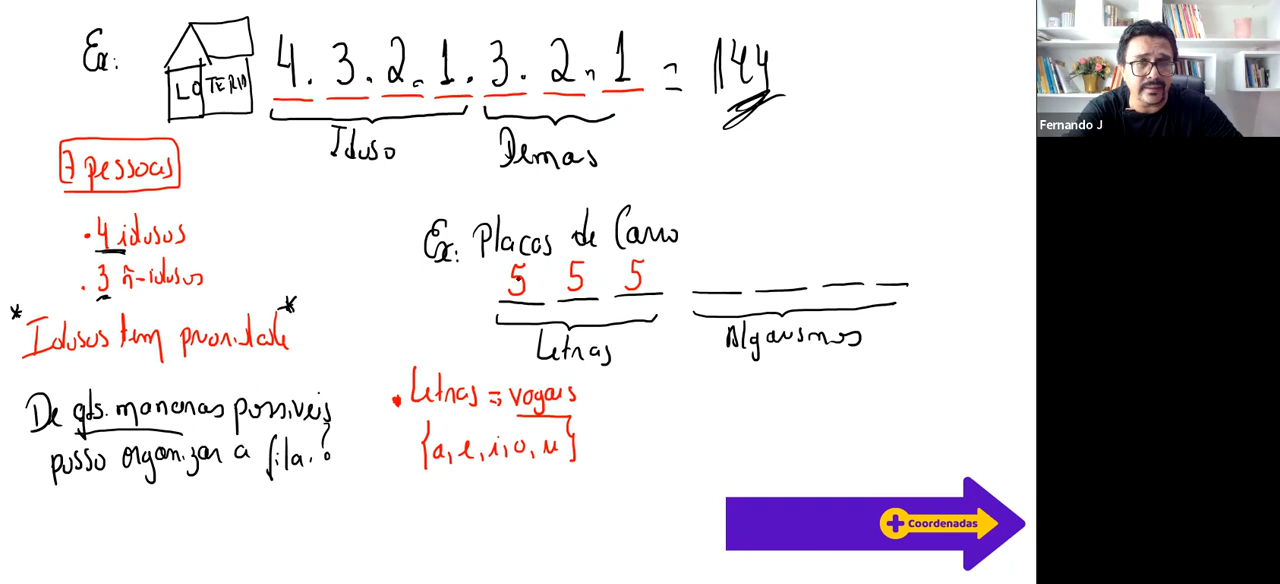 Ex:
LOTERIA
4. 3. 2. 1. 3. 2. 1 = 144
Idoso
Demas
7 pessoas
. 4 idosos
. 3 ñ-idosos
* Idosos tem prioridade *
De qts. maneiras possíveis
posso organizar a fila?
Ex: Placas de Carro
5 5 5
Letras
Algarismos
. Letras = vogais
{a, e, i, o, u}
Fernando J
+ Coordenadas